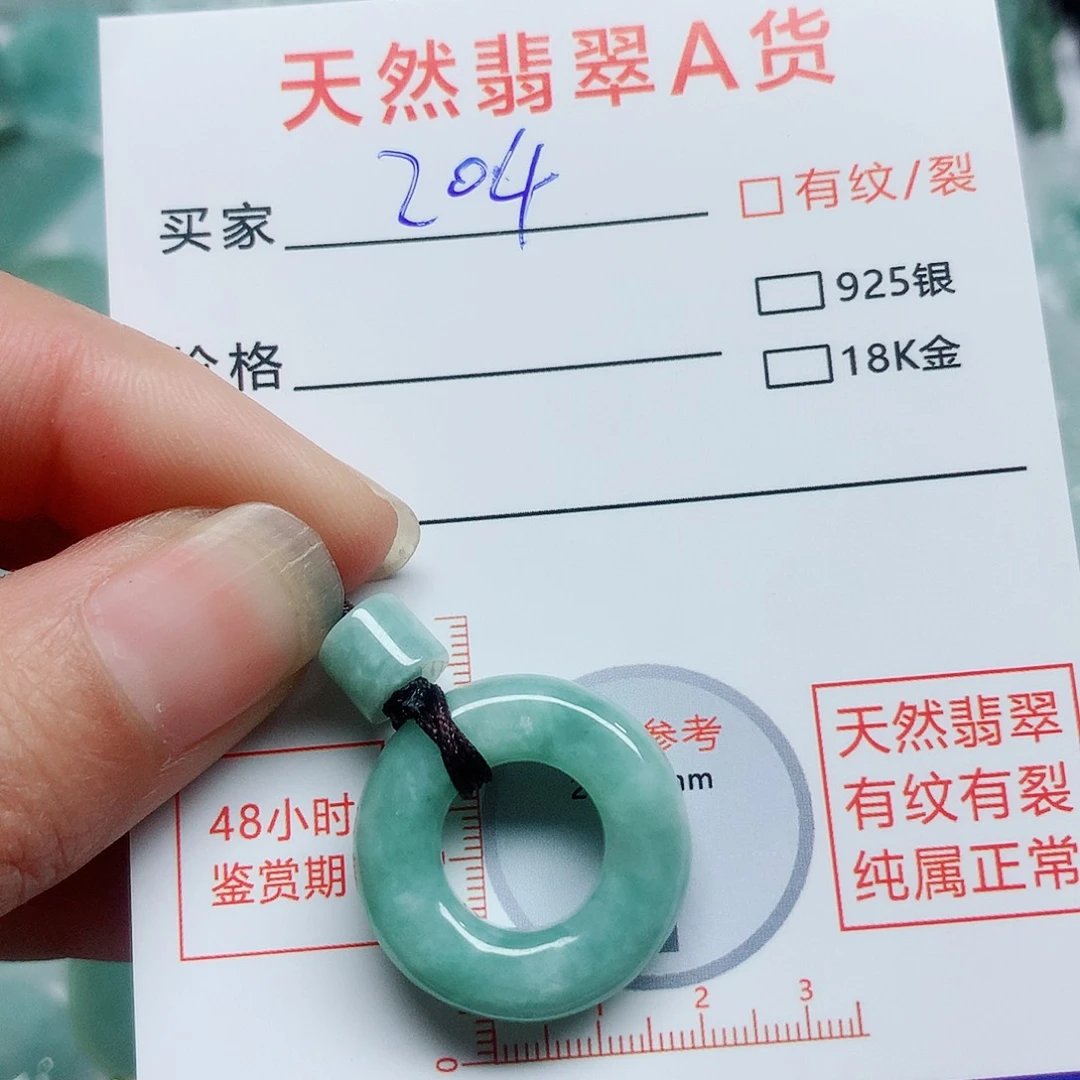 天然翡翠A货
买家 204
□有纹/裂
□925银
格
□18K金
参考
mm
48小时
鉴赏期
天然翡翠
有纹有裂
纯属正常
0 1 2 3